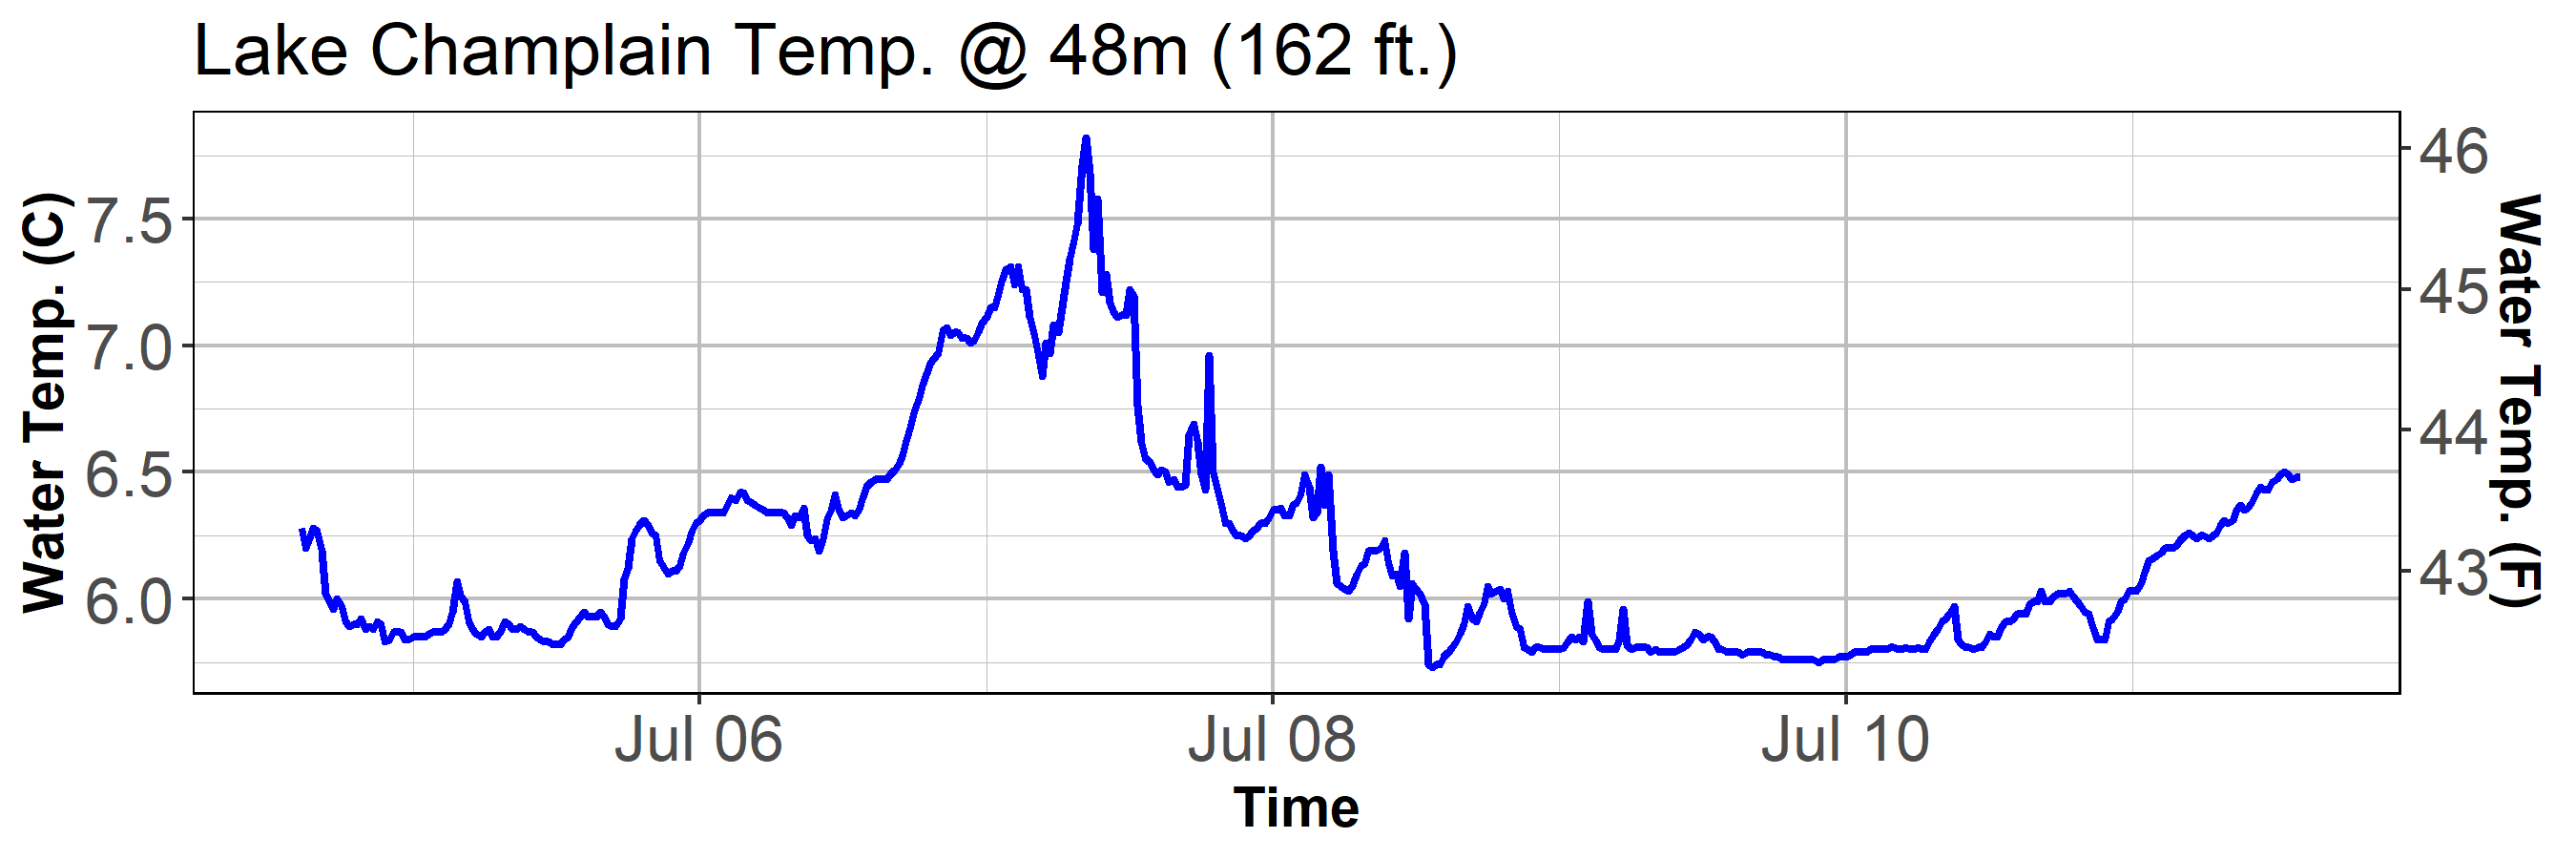 Lake Champlain Temp. @ 48m (162 ft.)
Water Temp. (C)
7.5
7.0
6.5
6.0
46
45
44
43
Water Temp. (F)
Jul 06
Jul 08
Jul 10
Time